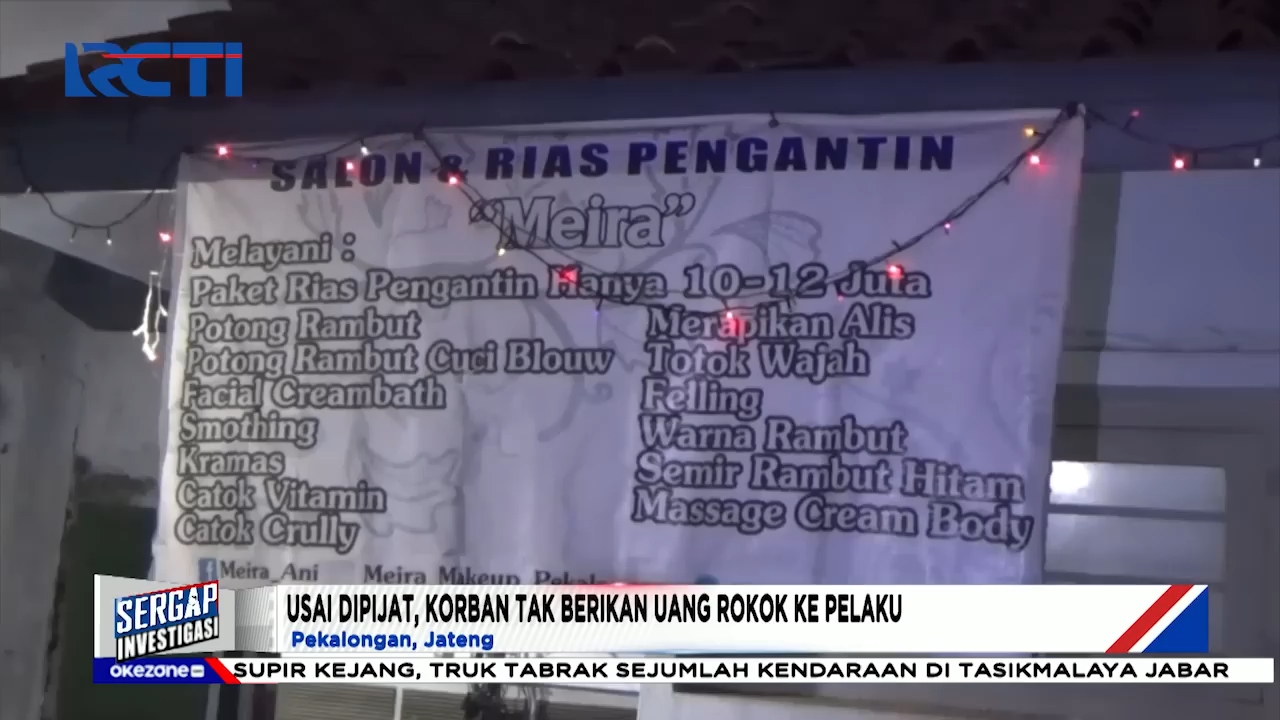 RCTI
SALON & RIAS PENGANTIN
"Meira"
Melayani :
Paket Rias Pengantin Hanya 10-12 Juta
Potong Rambut
Potong Rambut Cuci Blouw
Facial Creambath
Smothing
Kramas
Catok Vitamin
Catok Crully
Merapikan Alis
Totok Wajah
Felling
Warna Rambut
Semir Rambut Hitam
Massage Cream Body
Meira_Ani
Meira Makeup
SERGAP
INVESTIGASI
USAI DIPIJAT, KORBAN TAK BERIKAN UANG ROKOK KE PELAKU
Pekalongan, Jateng
okezone
SUPIR KEJANG, TRUK TABRAK SEJUMLAH KENDARAAN DI TASIKMALAYA JABAR